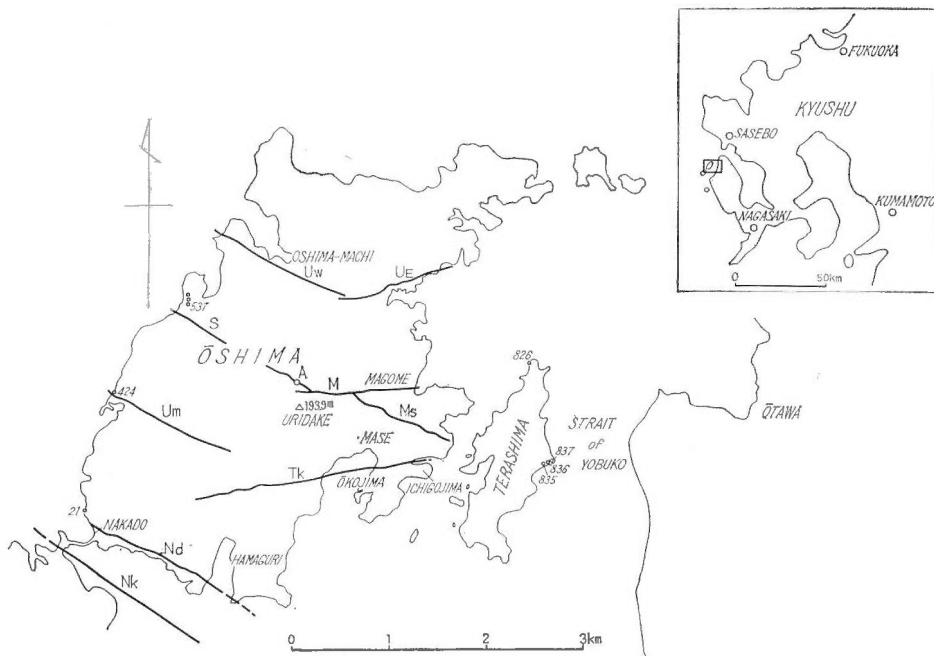 FUKUOKA
KYUSHU
SASEBO
KUMAMOTO
NAGASAKI
0 50km
ŌSHIMA-MACHI
Uw
UE
537
S
ŌSHIMA
A
M
MAGOME
△193.9m
URIDAKE
Ms
424
Um
MASE
Tk
ŌKOJIMA
ICHIGOJIMA
826
TERASHIMA
STRAIT
of
YOBUKO
837
836
835
ŌTAWA
21
NAKADO
Nd
HAMAGURI
Nk
0 1 2 3km